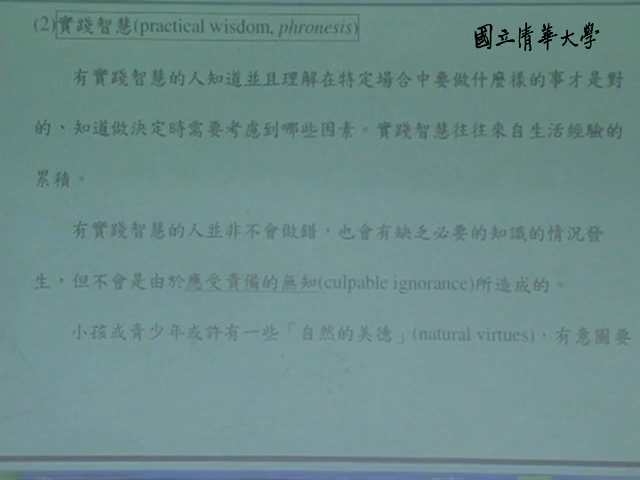 (2)實踐智慧(practical wisdom, phronesis)
國立清華大學
有實踐智慧的人知道並且理解在特定場合中要做什麼樣的事才是對
的、知道做決定時需要考慮到哪些因素。實踐智慧往往來自生活經驗的
累積。
有實踐智慧的人並非不會做錯，也會有缺乏必要的知識的情況發
生，但不會是由於應受責備的無知(culpable ignorance)所造成的。
小孩或青少年或許有一些「自然的美德」(natural virtues)，有意圖要